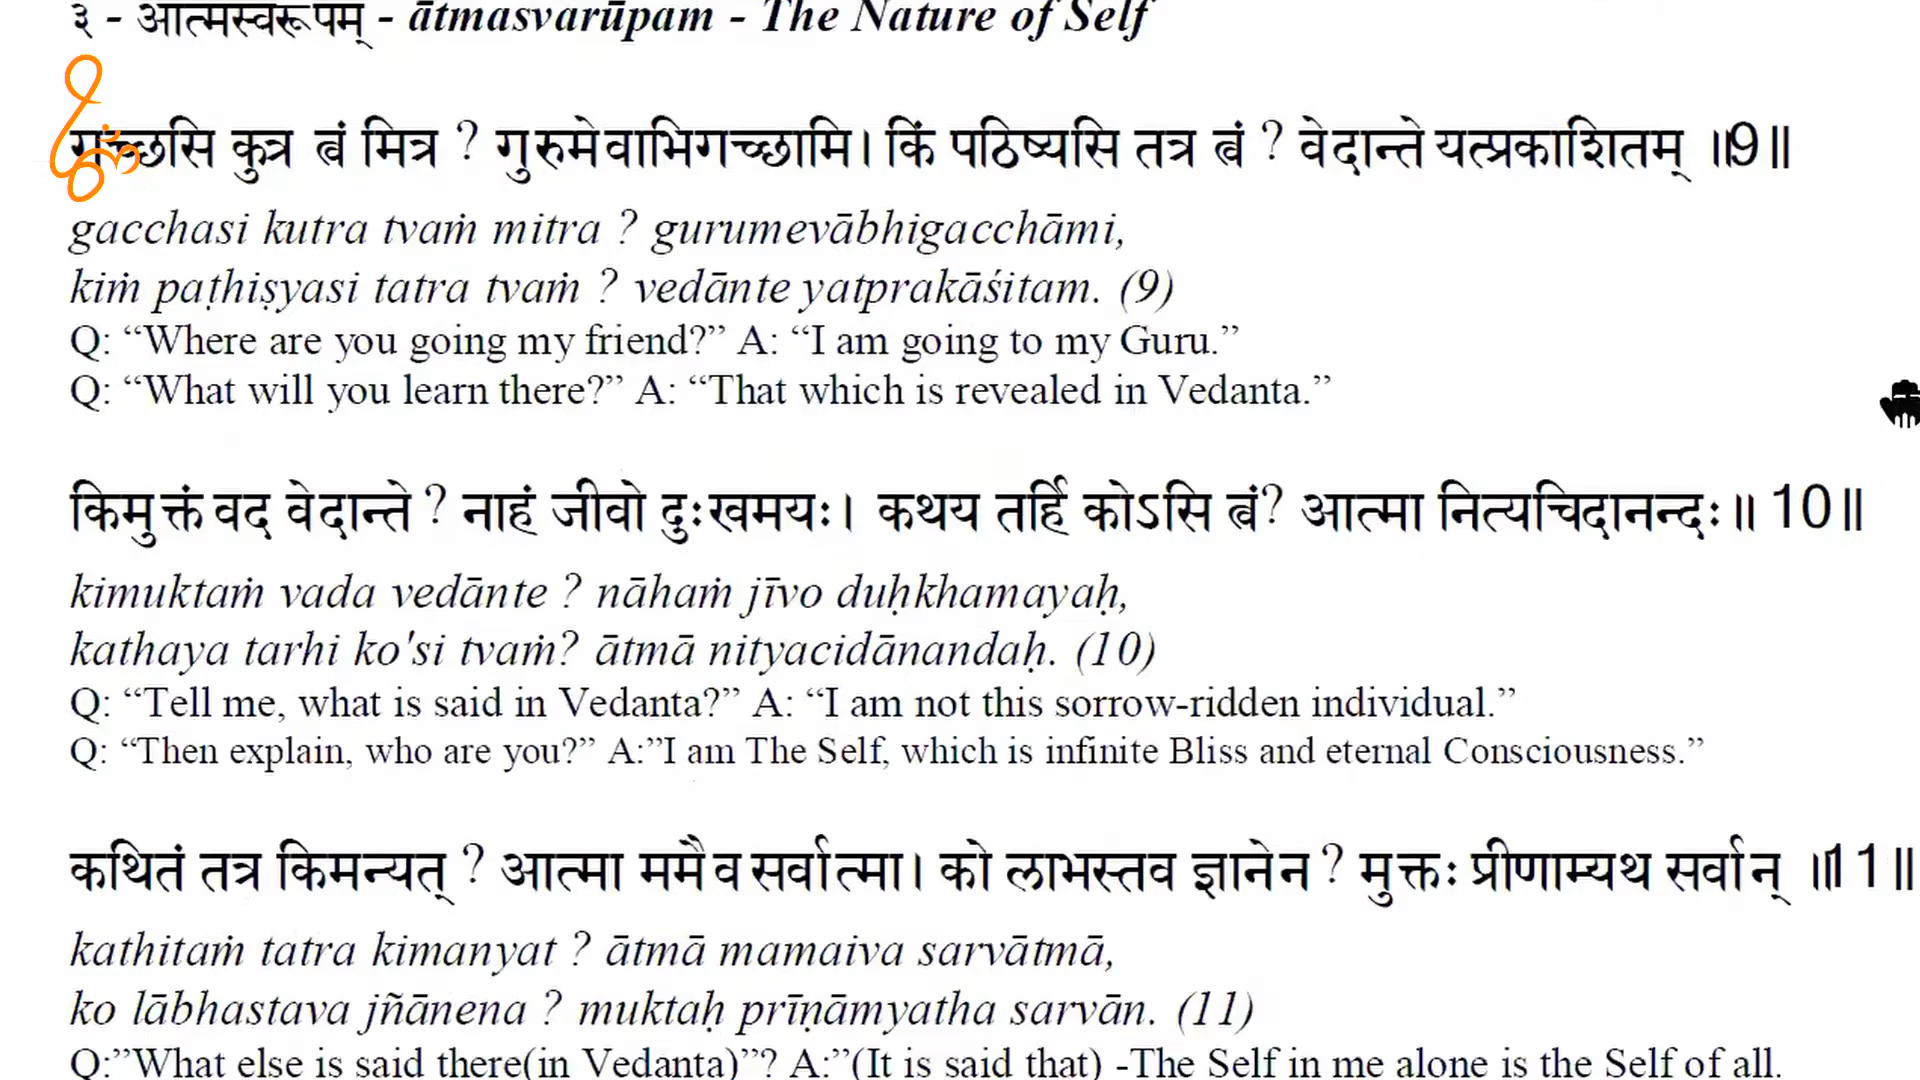 ३ - आत्मस्वरूपम् - ātmasvarūpam - The Nature of Self
गच्छसि कुत्र त्वं मित्र ? गुरुमेवाभिगच्छामि। किं पठिष्यसि तत्र त्वं ? वेदान्ते यत्प्रकाशितम् ॥9॥
gacchasi kutra tvaṁ mitra ? gurumevābhigacchāmi,
kiṁ paṭhiṣyasi tatra tvaṁ ? vedānte yatprakāśitam. (9)
Q: “Where are you going my friend?” A: “I am going to my Guru.”
Q: “What will you learn there?” A: “That which is revealed in Vedanta.”
किमुक्तं वद वेदान्ते ? नाहं जीवो दुःखमयः। कथय तर्हि कोऽसि त्वं? आत्मा नित्यचिदानन्दः॥ 10॥
kimuktaṁ vada vedānte ? nāhaṁ jīvo duḥkhamayaḥ,
kathaya tarhi ko'si tvaṁ? ātmā nityacidānandaḥ. (10)
Q: “Tell me, what is said in Vedanta?” A: “I am not this sorrow-ridden individual.”
Q: “Then explain, who are you?” A:”I am The Self, which is infinite Bliss and eternal Consciousness.”
कथितं तत्र किमन्यत् ? आत्मा ममैव सर्वात्मा। को लाभस्तव ज्ञानेन ? मुक्तः प्रीणाम्यथ सर्वान् ॥11॥
kathitaṁ tatra kimanyat ? ātmā mamaiva sarvātmā,
ko lābhastava jñānena ? muktaḥ prīṇāmyatha sarvān. (11)
Q:”What else is said there(in Vedanta)”? A:”(It is said that) -The Self in me alone is the Self of all.